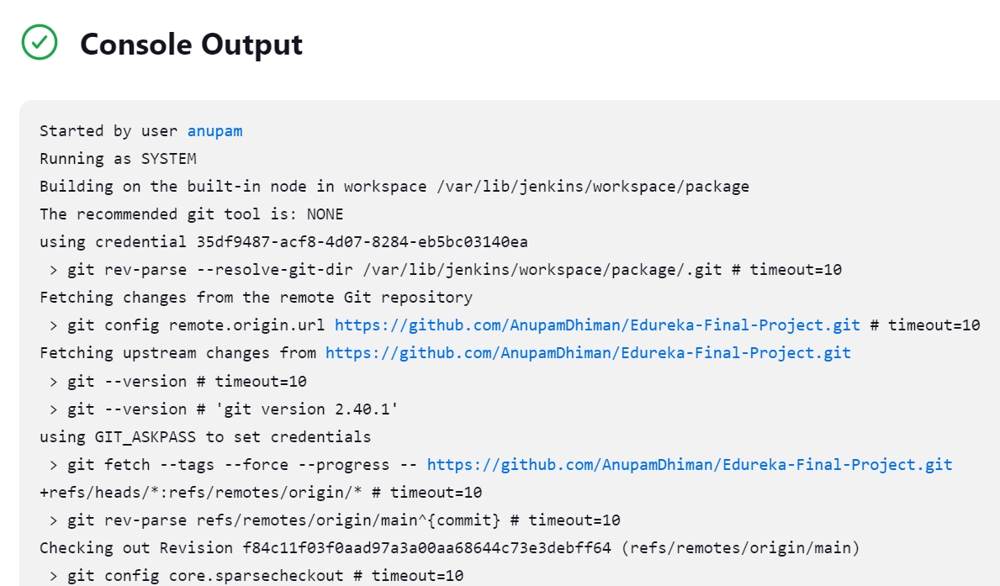 Console Output
Started by user anupam
Running as SYSTEM
Building on the built-in node in workspace /var/lib/jenkins/workspace/package
The recommended git tool is: NONE
using credential 35df9487-acf8-4d07-8284-eb5bc03140ea
 > git rev-parse --resolve-git-dir /var/lib/jenkins/workspace/package/.git # timeout=10
Fetching changes from the remote Git repository
 > git config remote.origin.url https://github.com/AnupamDhiman/Edureka-Final-Project.git # timeout=10
Fetching upstream changes from https://github.com/AnupamDhiman/Edureka-Final-Project.git
 > git --version # timeout=10
 > git --version # 'git version 2.40.1'
using GIT_ASKPASS to set credentials
 > git fetch --tags --force --progress -- https://github.com/AnupamDhiman/Edureka-Final-Project.git
+refs/heads/*:refs/remotes/origin/* # timeout=10
 > git rev-parse refs/remotes/origin/main^{commit} # timeout=10
Checking out Revision f84c11f03f0aad97a3a00aa68644c73e3debff64 (refs/remotes/origin/main)
 > git config core.sparsecheckout # timeout=10